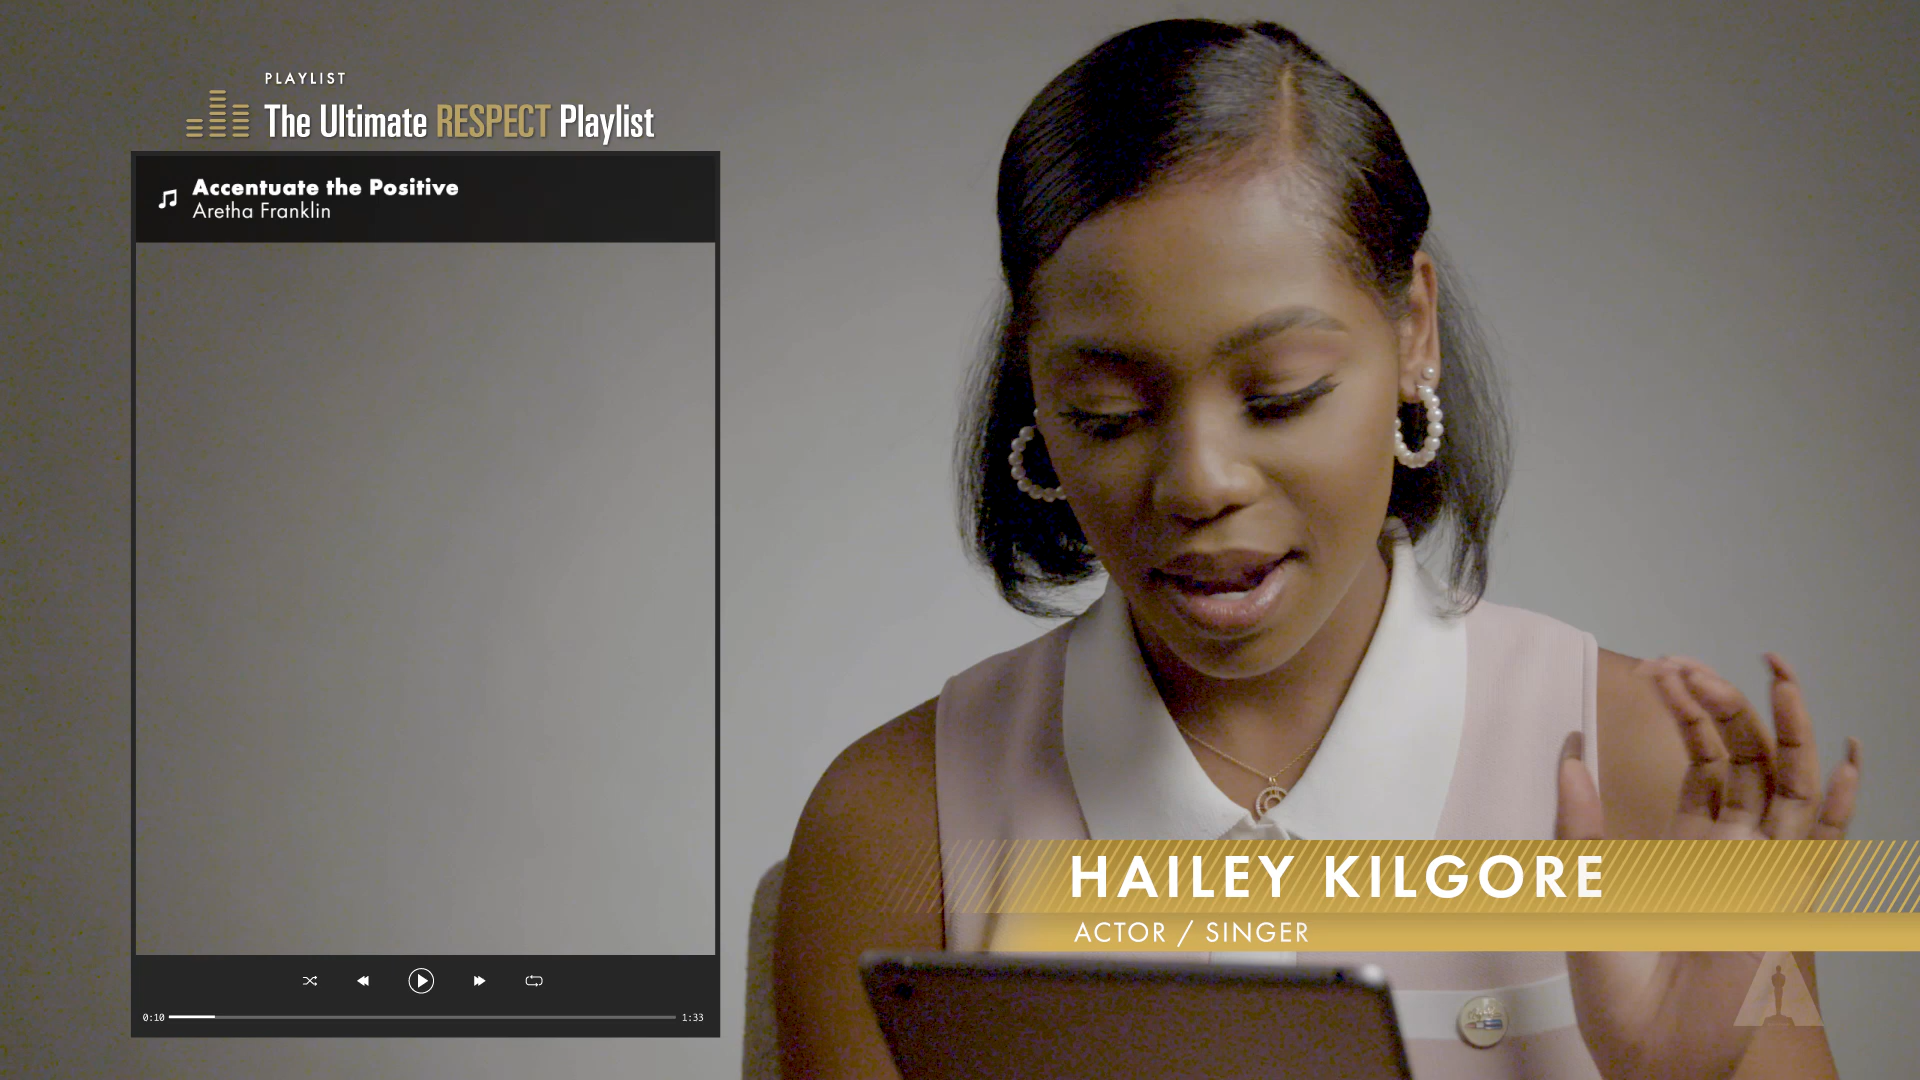 PLAYLIST
The Ultimate RESPECT Playlist
Accentuate the Positive
Aretha Franklin
0:10
1:33
HAILEY KILGORE
ACTOR / SINGER